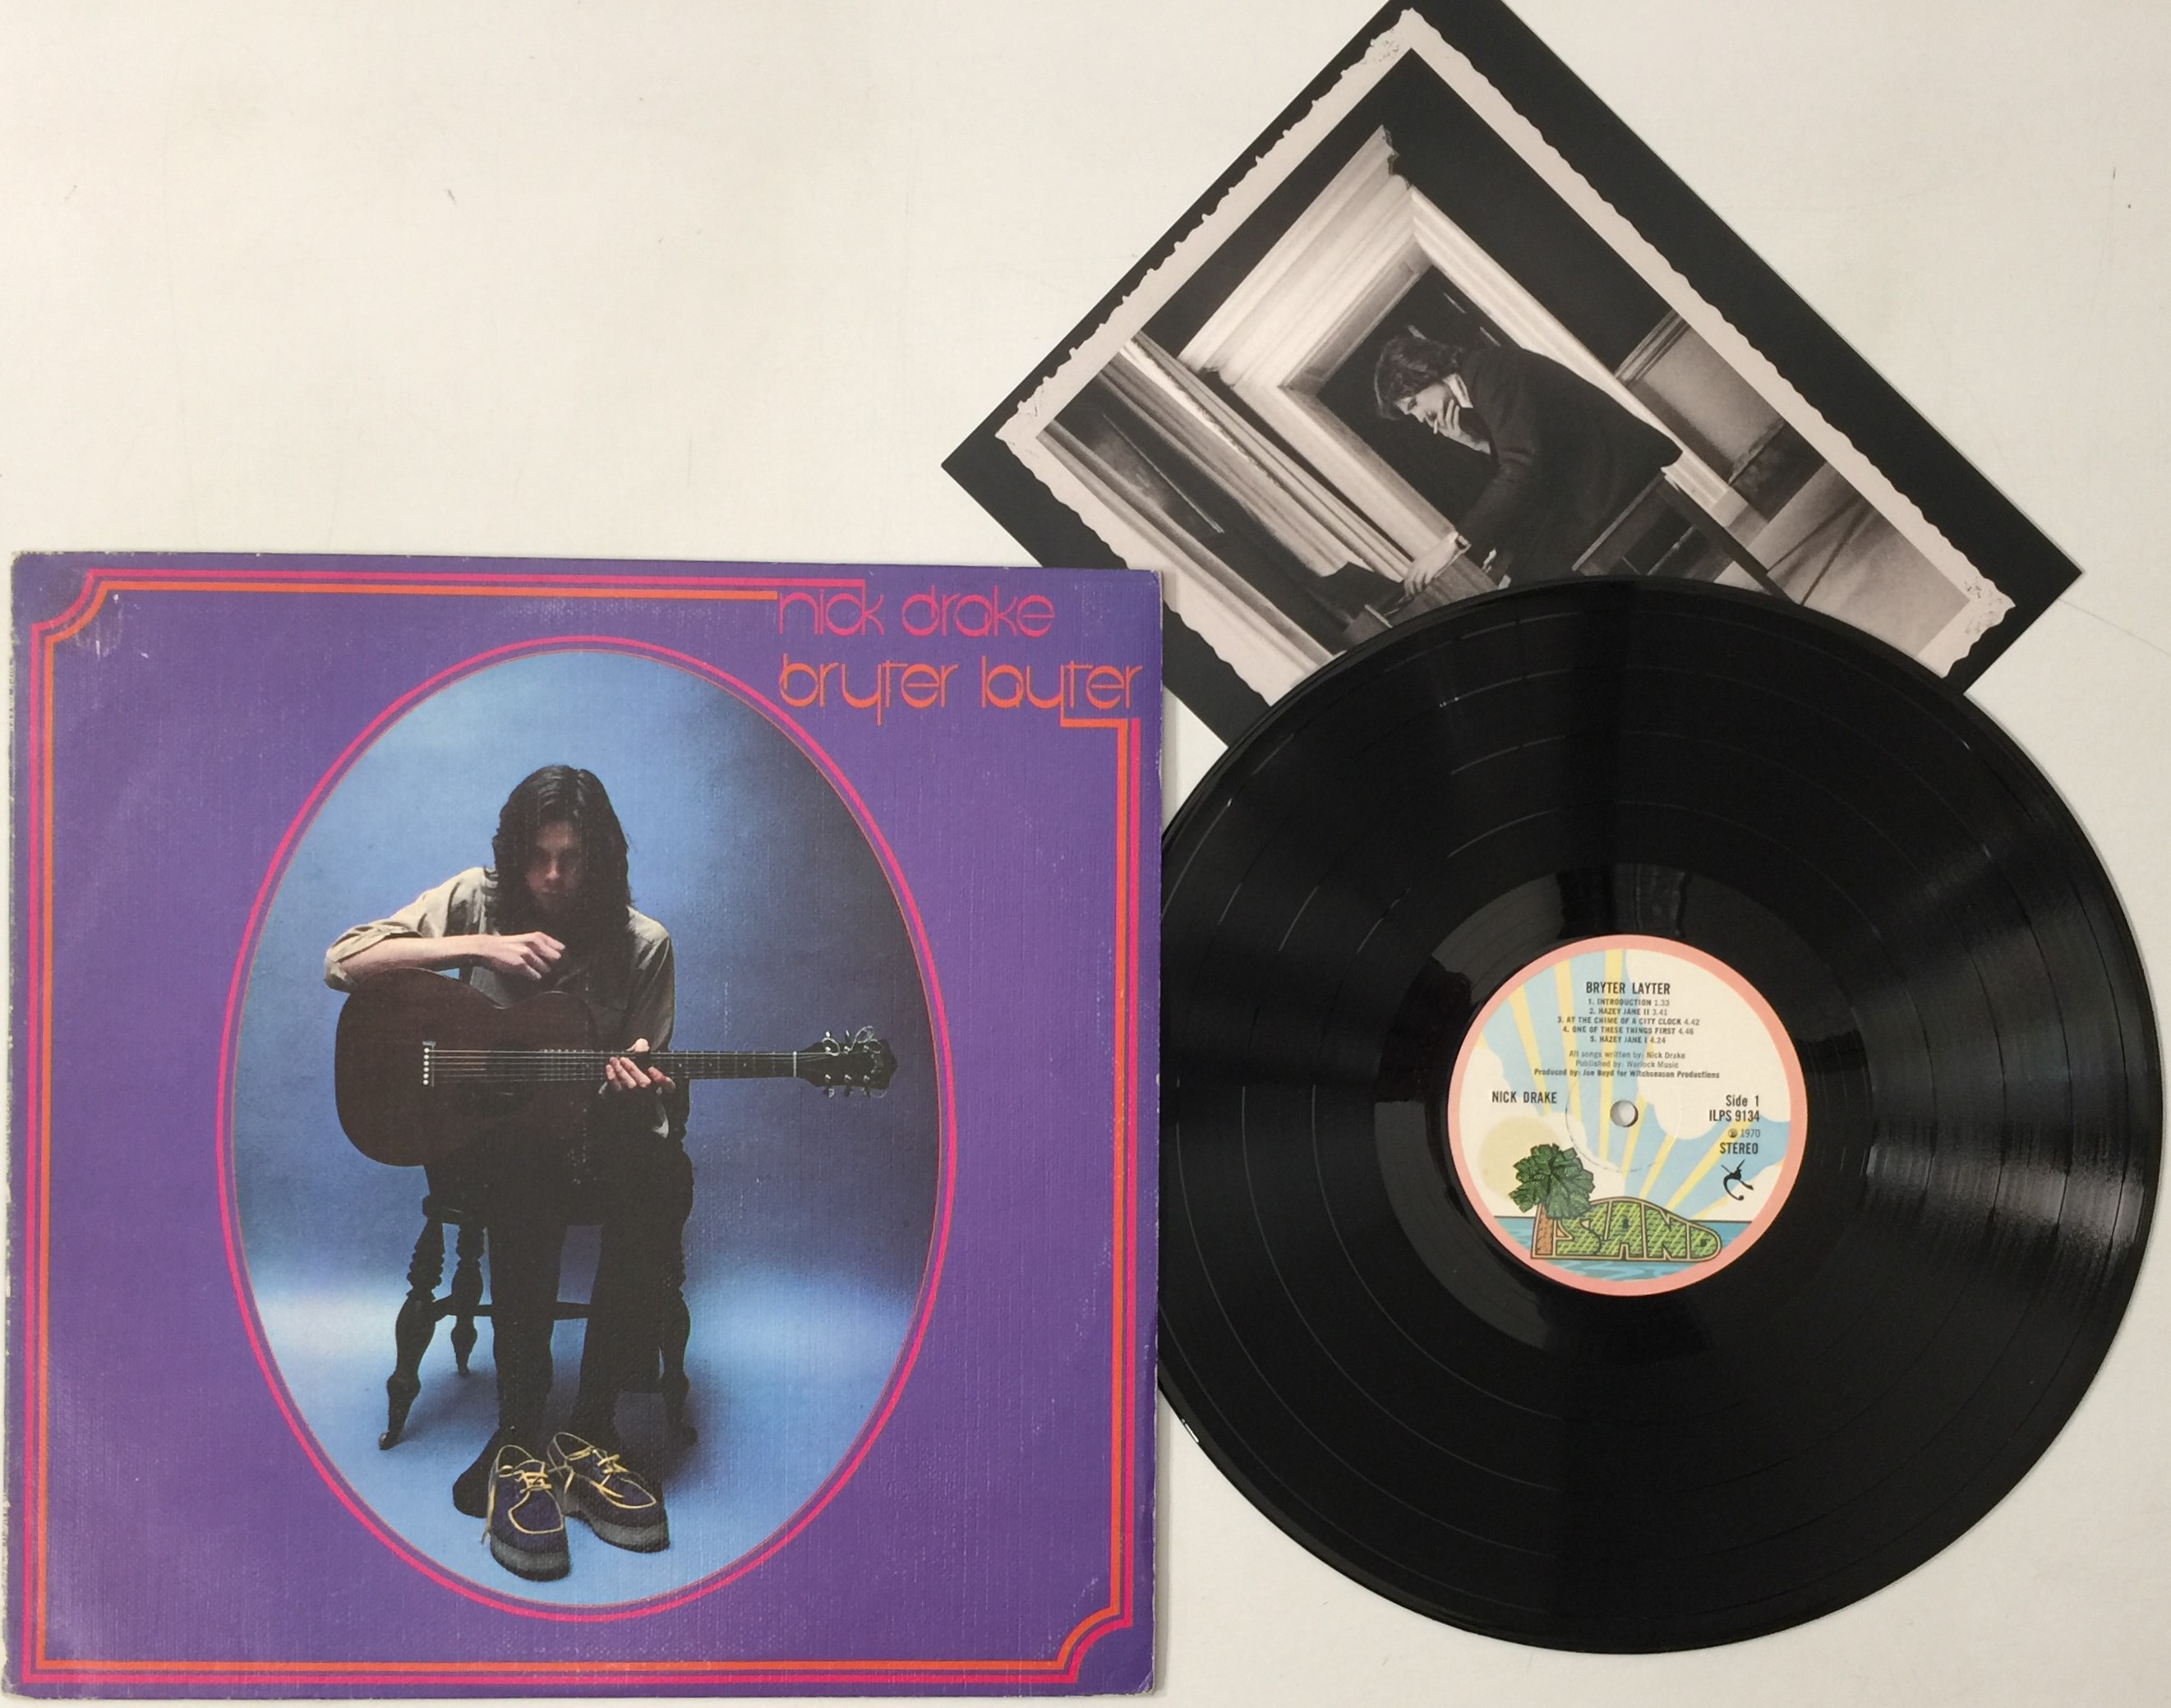 nick drake
bryter layter
BRYTER LAYTER
1. INTRODUCTION 1.33
2. HAZEY JANE II 3.41
3. AT THE CHIME OF A CITY CLOCK 4.42
4. ONE OF THESE THINGS FIRST 4.46
5. HAZEY JANE I 4.24
All songs written by: Nick Drake
Published by: Warlock Music
Produced by: Joe Boyd for Witchseason Productions
NICK DRAKE
Side 1
ILPS 9134
℗ 1970
STEREO
ISLAND